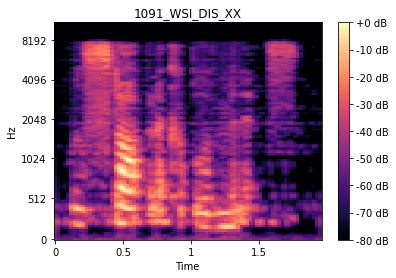 1091_WSI_DIS_XX
8192
4096
2048
1024
512
0
Hz
0
0.5
1
1.5
Time
+0 dB
-10 dB
-20 dB
-30 dB
-40 dB
-50 dB
-60 dB
-70 dB
-80 dB